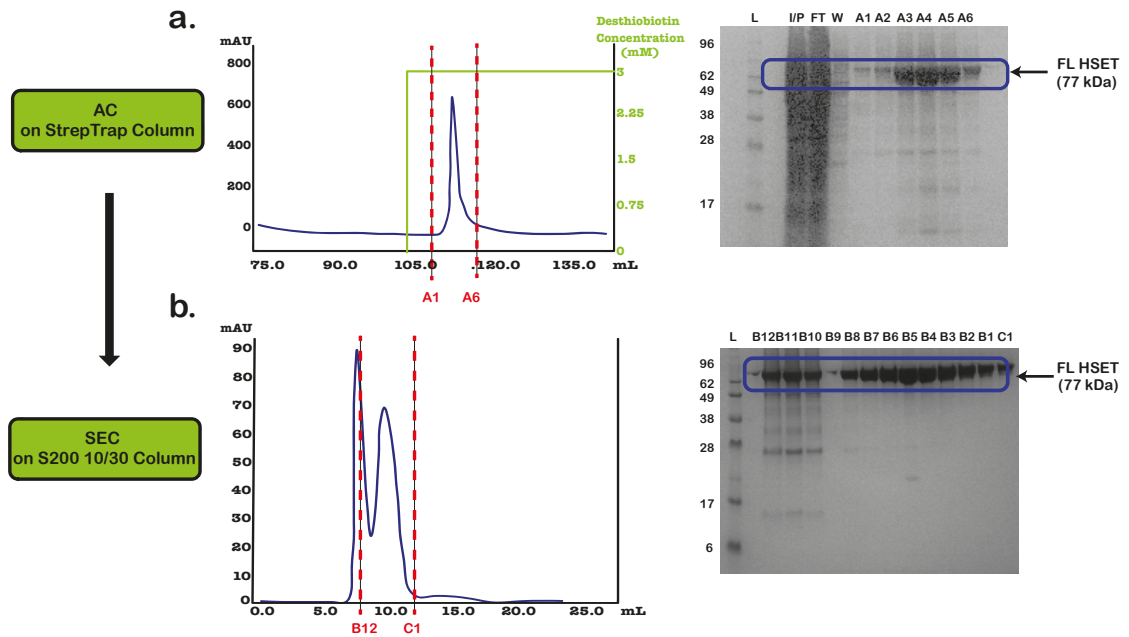 a.
AC
on StrepTrap Column
mAU
800
600
400
200
0
Desthiobiotin
Concentration
(mM)
3
2.25
1.5
0.75
0
75.0 90.0 105.0 .120.0 135.0 mL
A1 A6
L I/P FT W A1 A2 A3 A4 A5 A6
96
62
49
38
28
17
FL HSET
(77 kDa)
b.
SEC
on S200 10/30 Column
mAU
90
80
70
60
50
40
30
20
10
0
0.0 5.0 10.0 15.0 20.0 25.0 mL
B12 C1
L B12B11B10 B9 B8 B7 B6 B5 B4 B3 B2 B1 C1
96
62
49
38
28
17
6
FL HSET
(77 kDa)